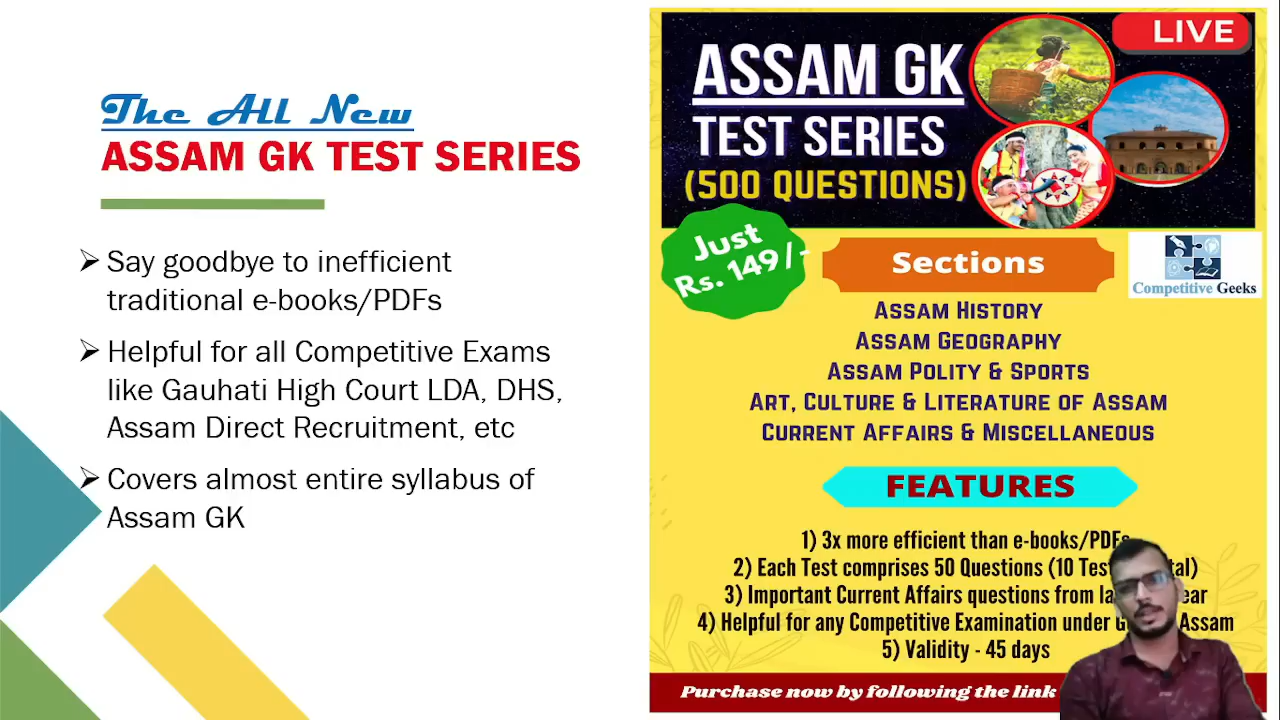 The All New
ASSAM GK TEST SERIES
Say goodbye to inefficient
traditional e-books/PDFs
Helpful for all Competitive Exams
like Gauhati High Court LDA, DHS,
Assam Direct Recruitment, etc
Covers almost entire syllabus of
Assam GK
LIVE
ASSAM GK
TEST SERIES
(500 QUESTIONS)
Just
Rs. 149/-
Sections
Competitive Geeks
ASSAM HISTORY
ASSAM GEOGRAPHY
ASSAM POLITY & SPORTS
ART, CULTURE & LITERATURE OF ASSAM
CURRENT AFFAIRS & MISCELLANEOUS
FEATURES
1) 3x more efficient than e-books/PDFs
2) Each Test comprises 50 Questions (10
3) Important Current Affairs questions from
4) Helpful for any Competitive Examination under Assam
5) Validity - 45 days
Purchase now by following the link